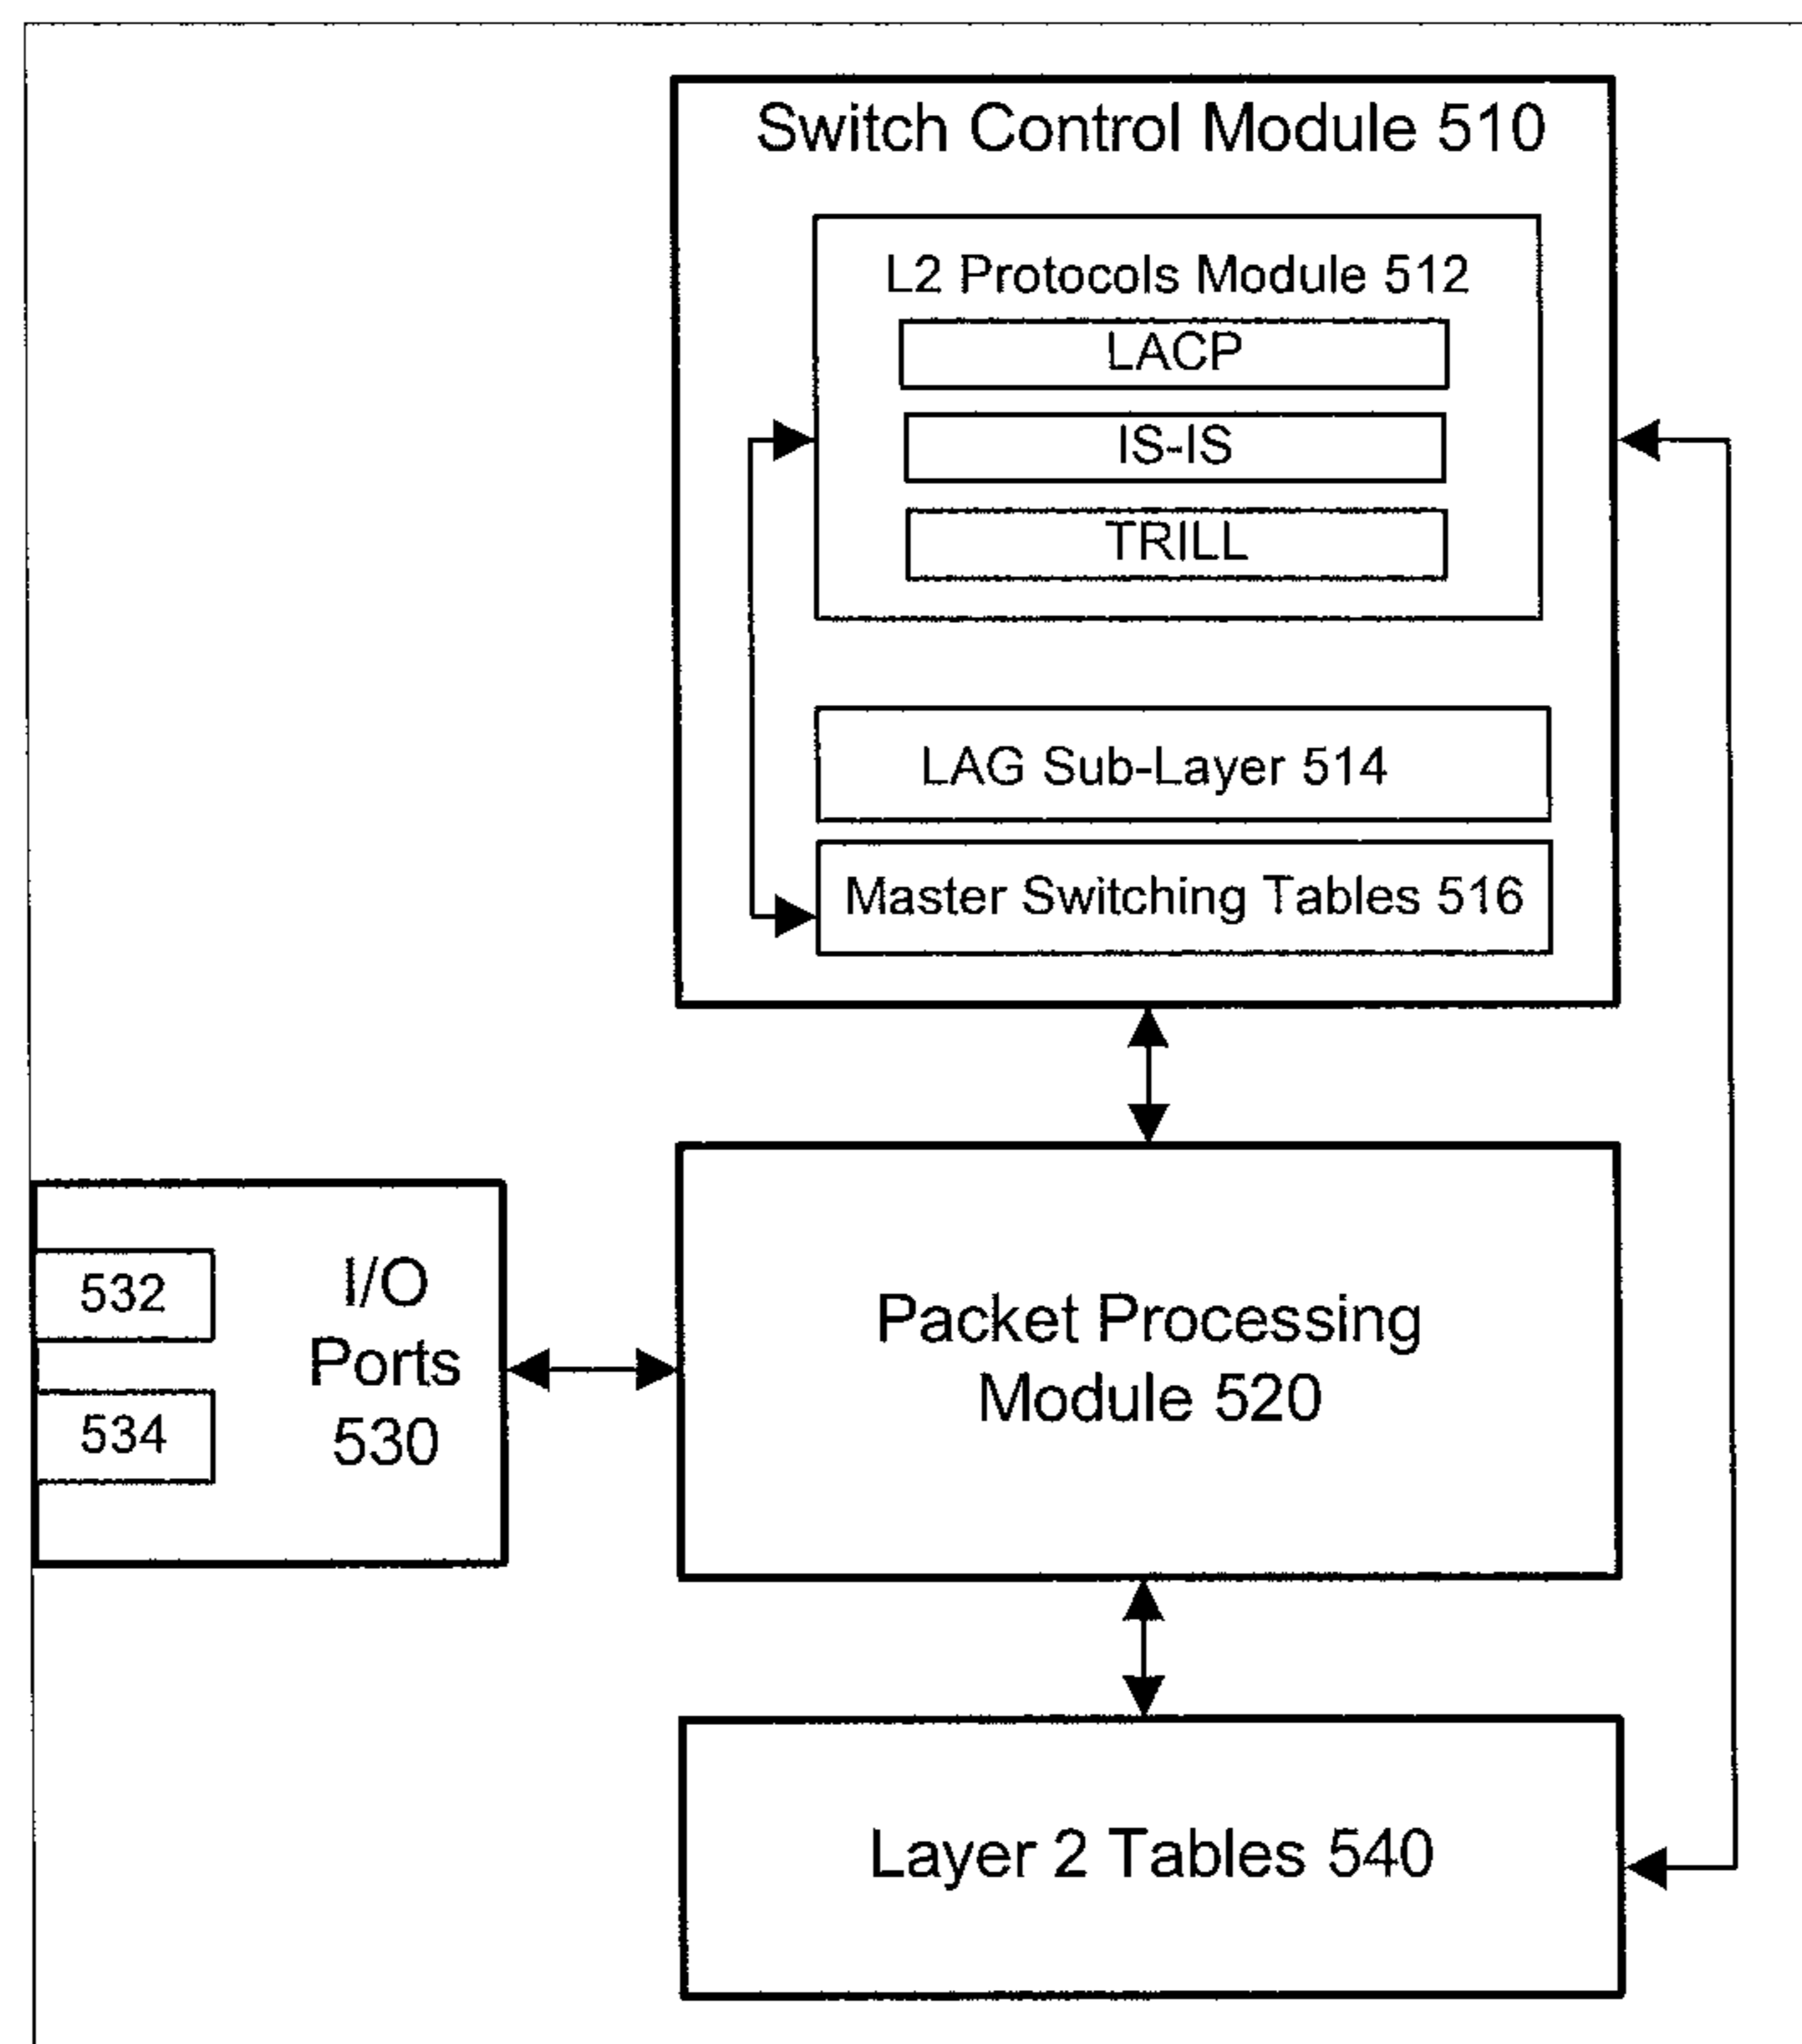 Switch Control Module 510
L2 Protocols Module 512
LACP
IS-IS
TRILL
LAG Sub-Layer 514
Master Switching Tables 516
532
534
I/O
Ports
530
Packet Processing
Module 520
Layer 2 Tables 540